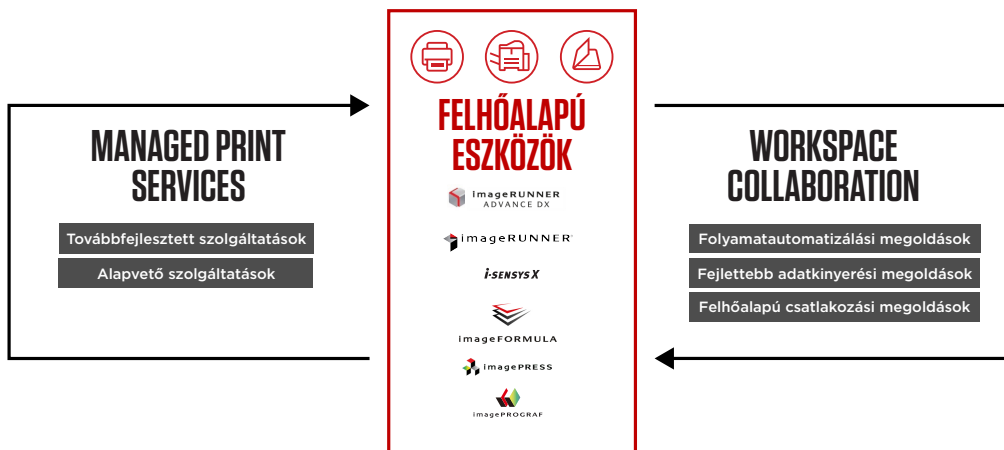 MANAGED PRINT
SERVICES
Továbbfejlesztett szolgáltatások
Alapvető szolgáltatások
FELHŐALAPÚ
ESZKÖZÖK
imageRUNNER
ADVANCE DX
imageRUNNER
i-SENSYS X
imageFORMULA
imagePRESS
imagePROGRAF
WORKSPACE
COLLABORATION
Folyamatautomatizálási megoldások
Fejlettebb adatkinyerési megoldások
Felhőalapú csatlakozási megoldások